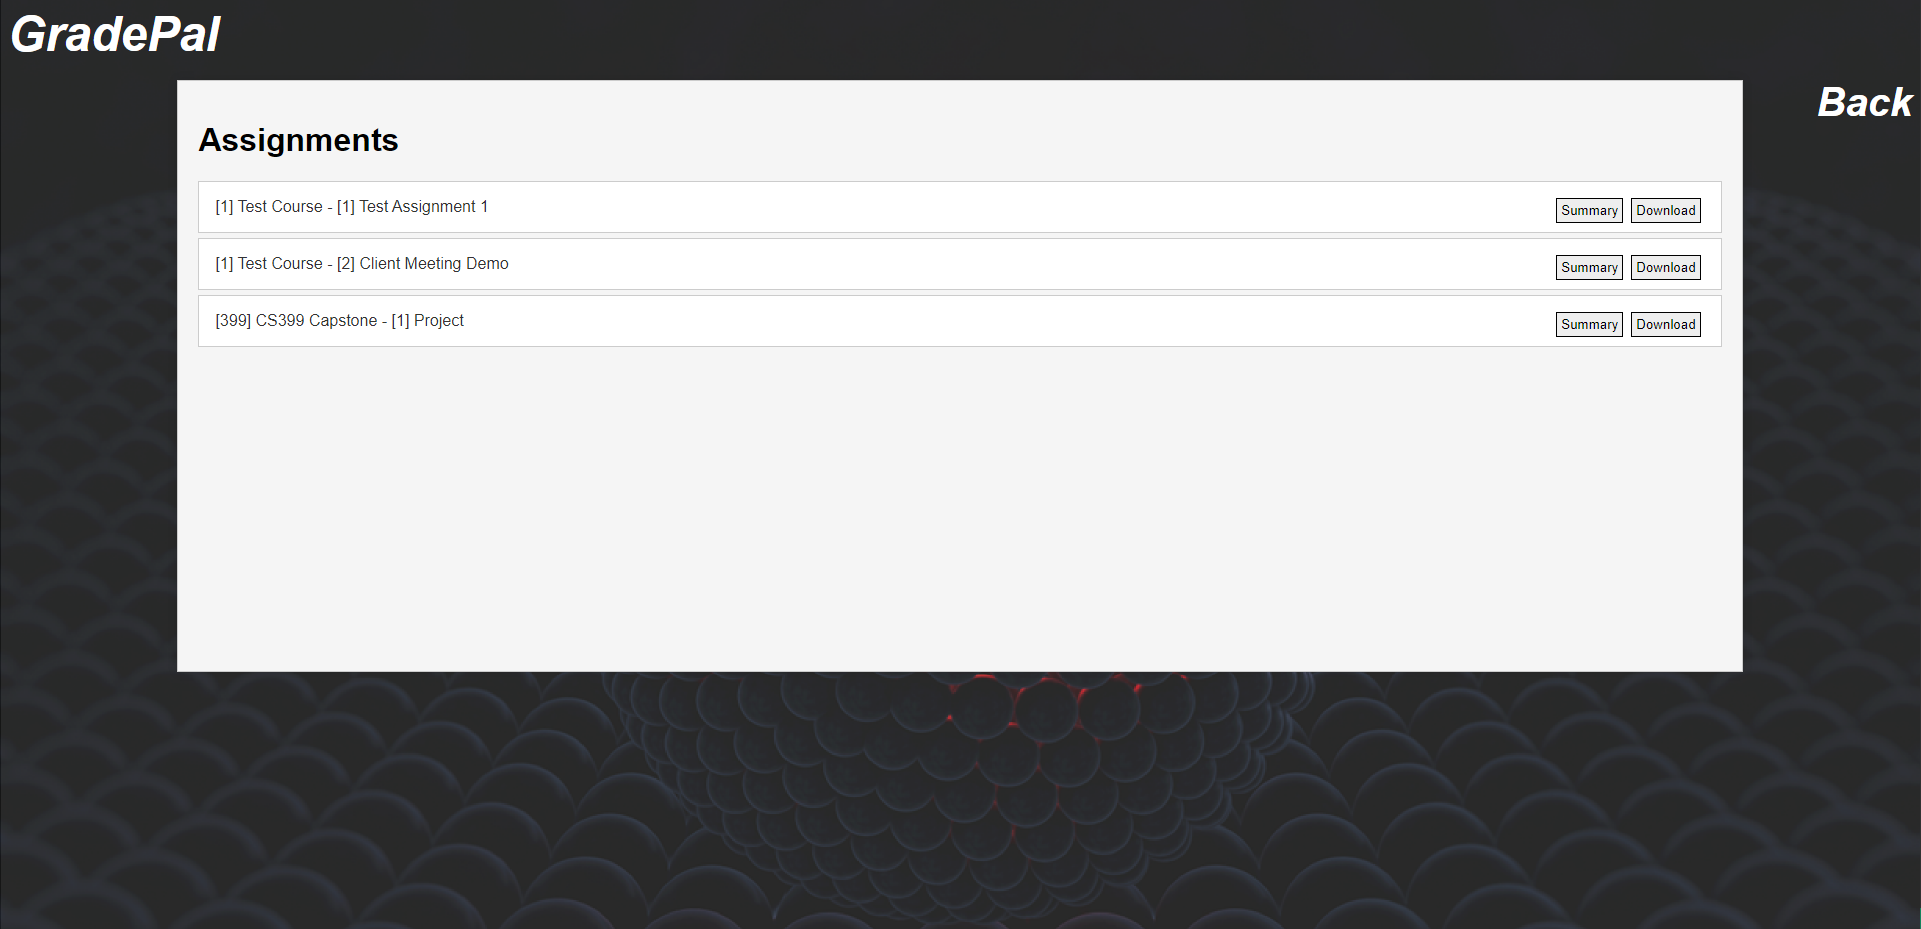 GradePal
Back
Assignments
[1] Test Course - [1] Test Assignment 1
Summary Download
[1] Test Course - [2] Client Meeting Demo
Summary Download
[399] CS399 Capstone - [1] Project
Summary Download